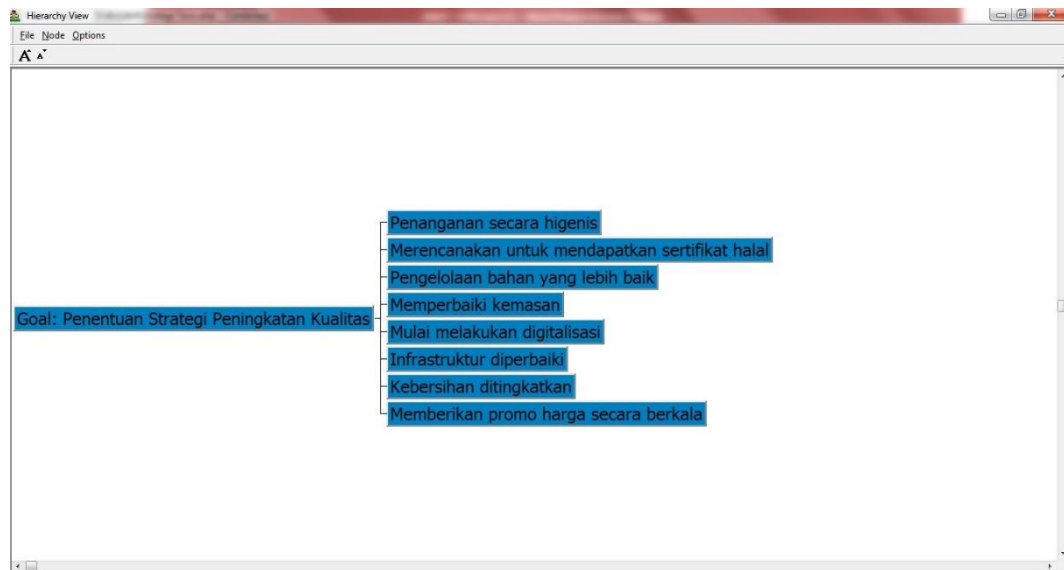 Hierarchy View
File Node Options
A A
Penanganan secara higenis
Merencanakan untuk mendapatkan sertifikat halal
Pengelolaan bahan yang lebih baik
Memperbaiki kemasan
Goal: Penentuan Strategi Peningkatan Kualitas
Mulai melakukan digitalisasi
Infrastruktur diperbaiki
Kebersihan ditingkatkan
Memberikan promo harga secara berkala